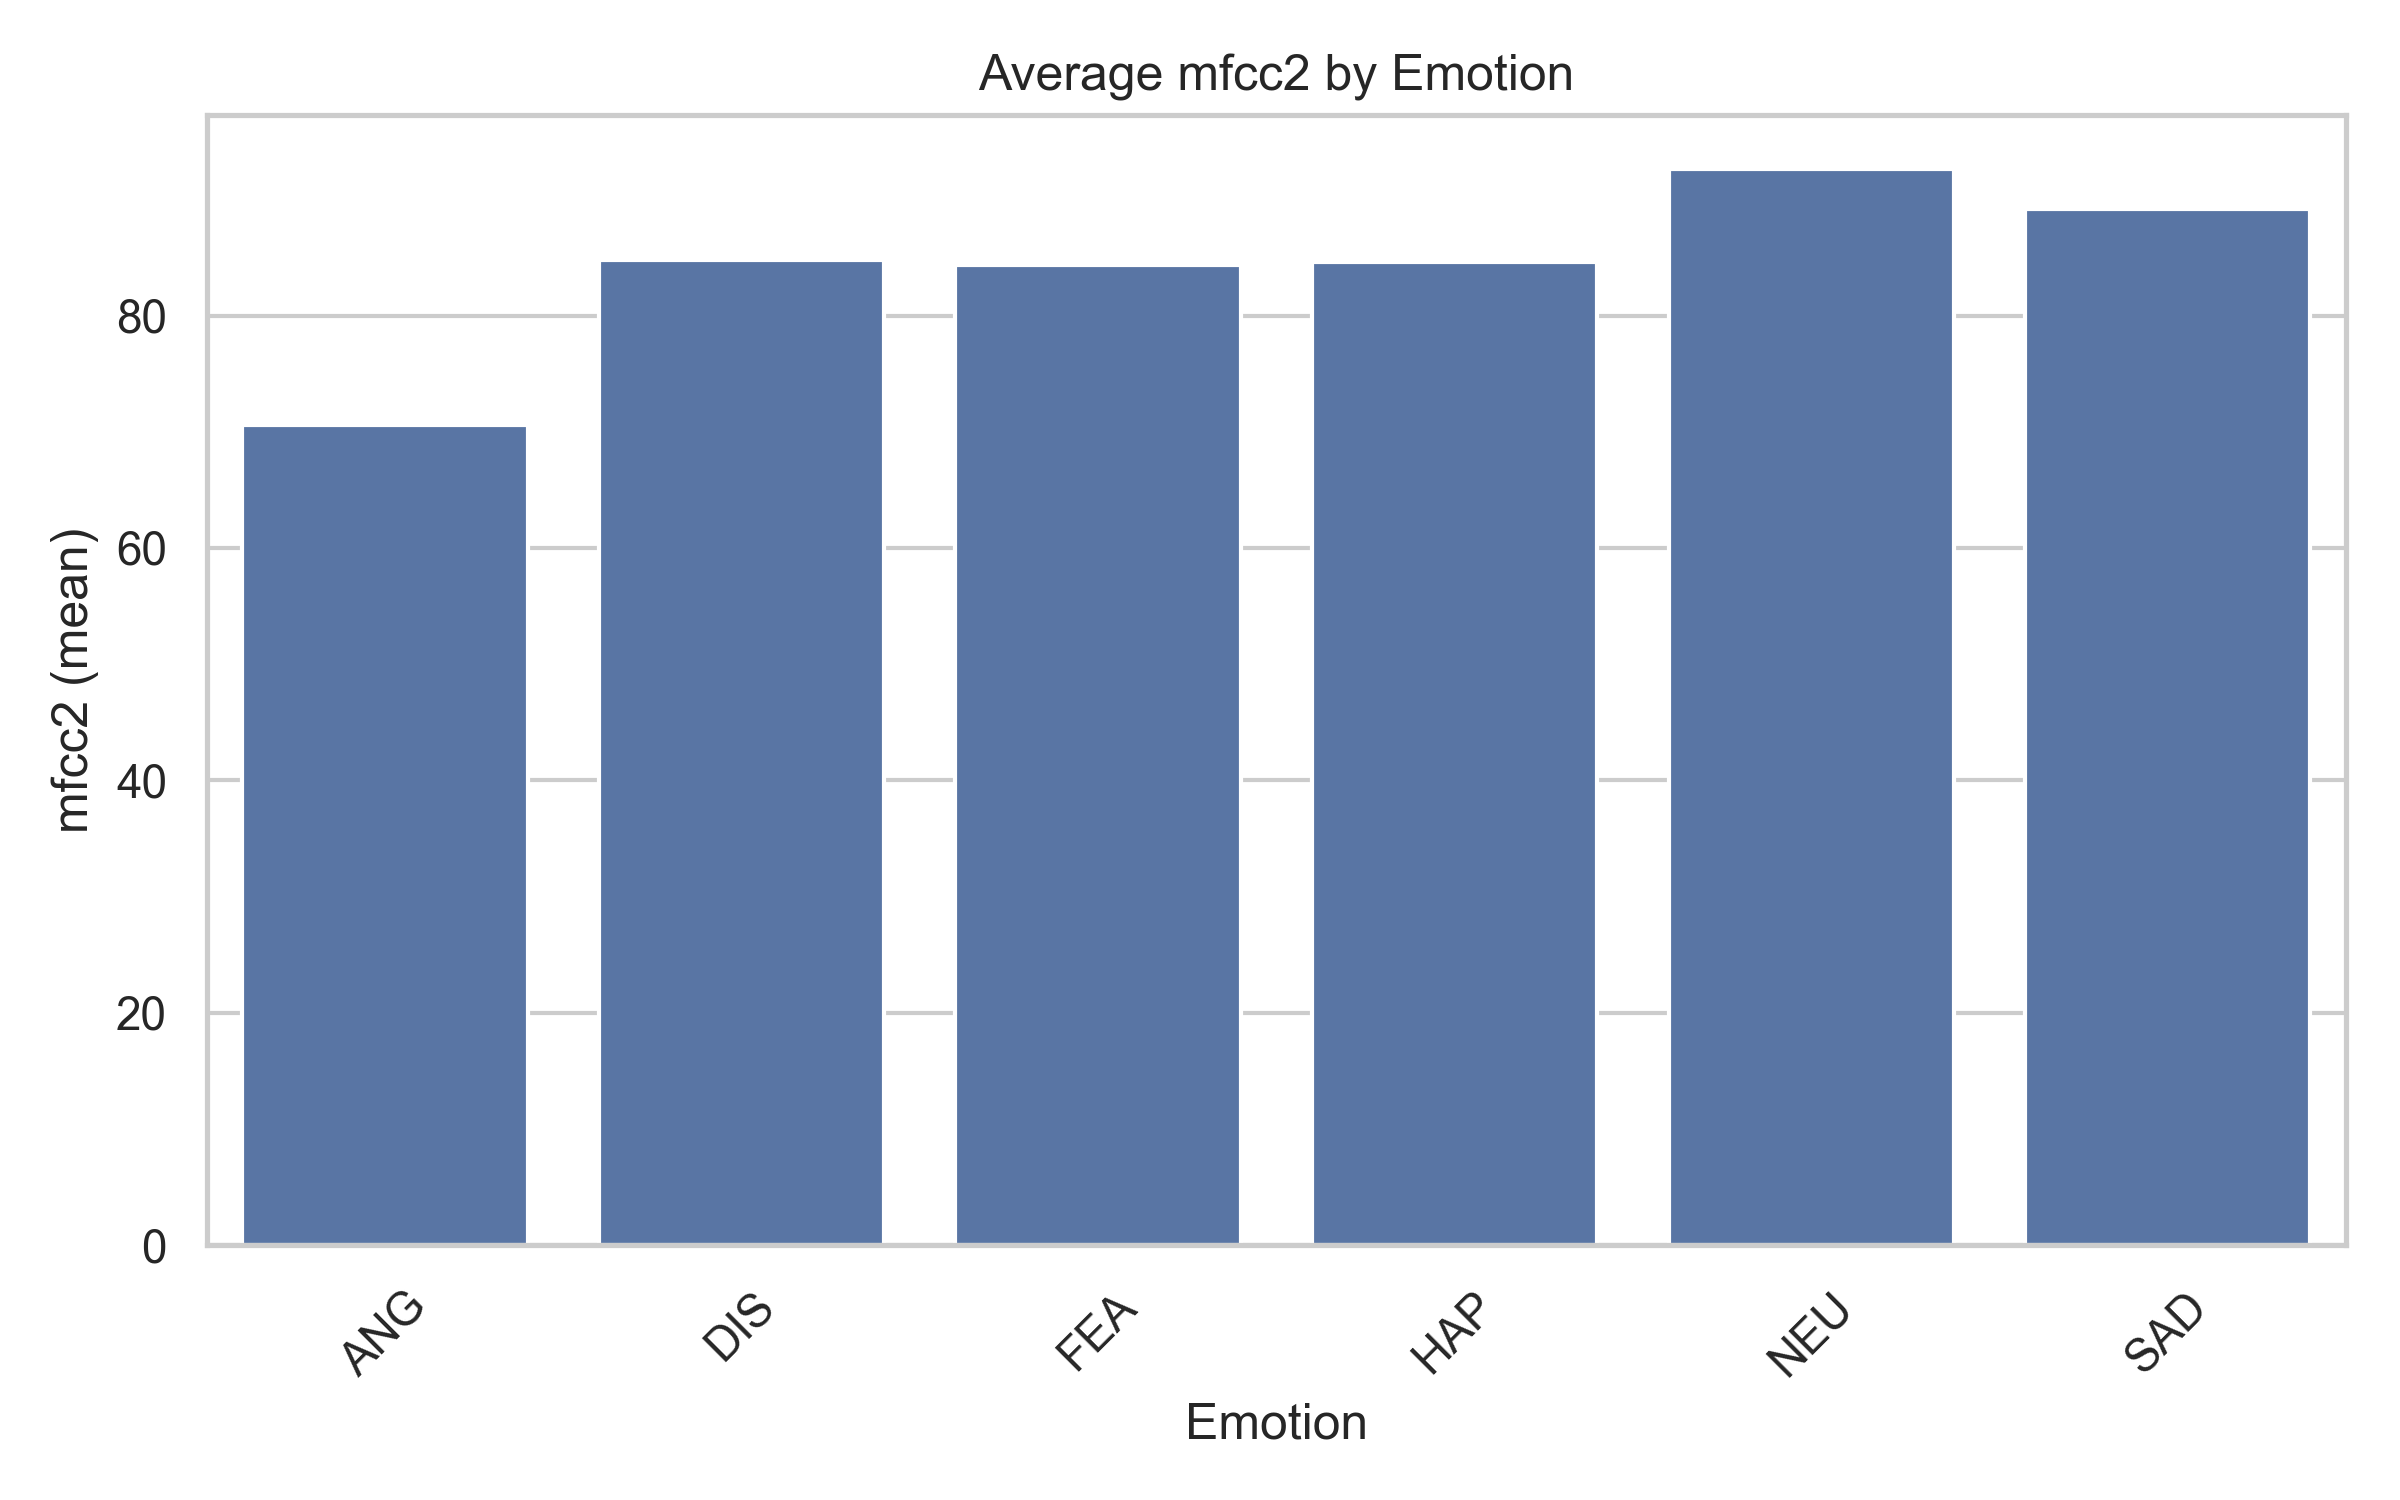 Average mfcc2 by Emotion
mfcc2 (mean)
80
60
40
20
0
ANG
DIS
FEA
HAP
NEU
SAD
Emotion